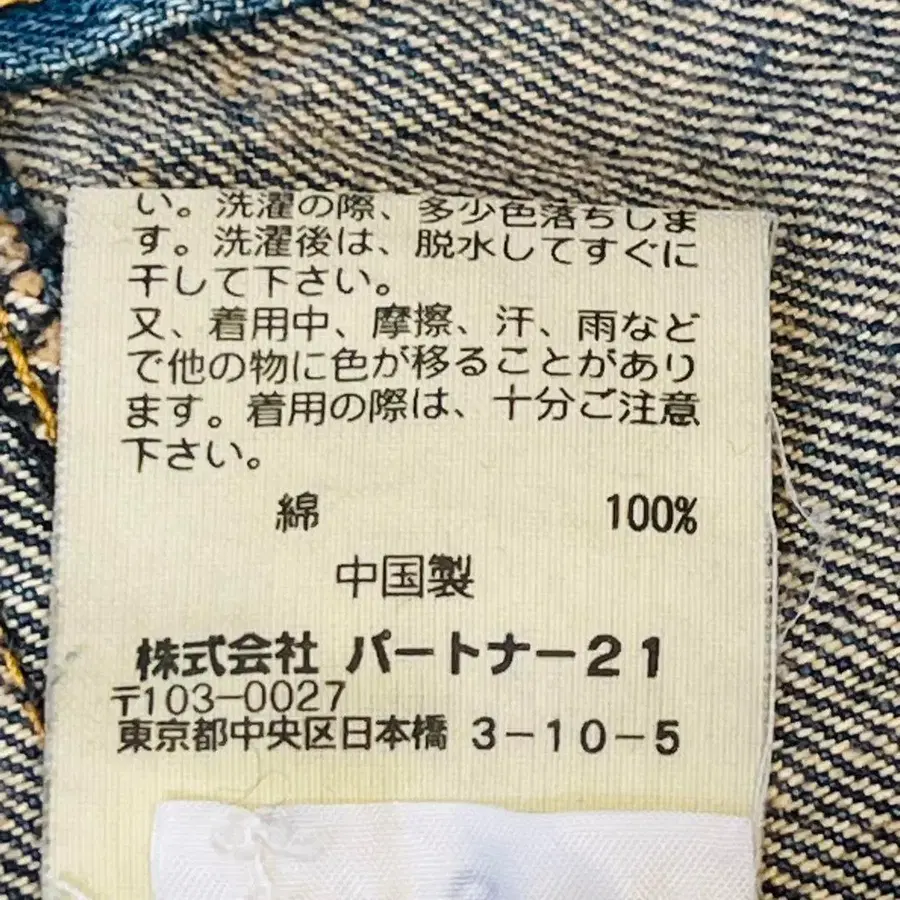 い。洗濯の際、多少色落ちしま
す。洗濯後は、脱水してすぐに
干して下さい。
又、着用中、摩擦、汗、雨など
で他の物に色が移ることがあり
ます。着用の際は、十分ご注意
下さい。
綿 100%
中国製
株式会社 パートナー21
〒103-0027
東京都中央区日本橋 3-10-5